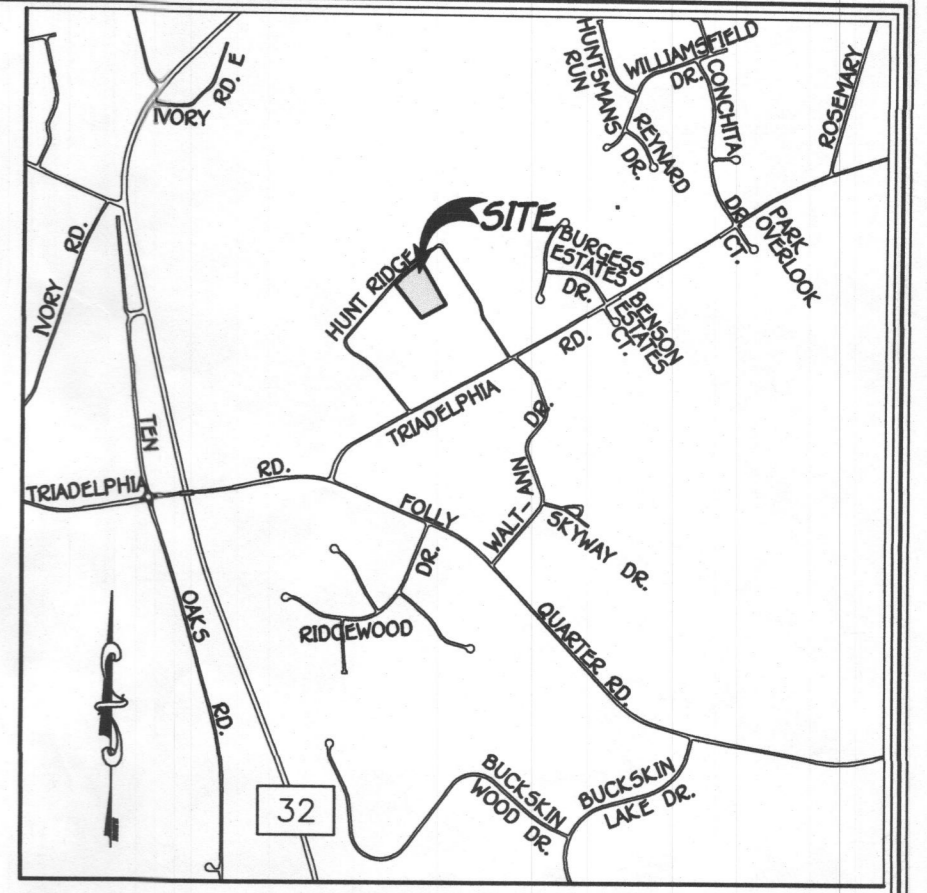 HUNTSMANS
RUN
WILLIAMSFIELD
DR.
CONCHITA
DR.
ROSEMARY
REYNARD
DR.
IVORY
RD. E
IVORY
RD.
SITE
HUNT RIDGE
BURGESS
ESTATES
DR.
PARK
OVERLOOK
CT.
BENSON
ESTATES
CT.
TRIADELPHIA
RD.
TEN
OAKS
RD.
TRIADELPHIA
RD.
FOLLY
QUARTER RD.
WALT-ANN
DR.
SKYWAY DR.
RIDGEWOOD
DR.
BUCKSKIN
WOOD DR.
BUCKSKIN
LAKE DR.
32